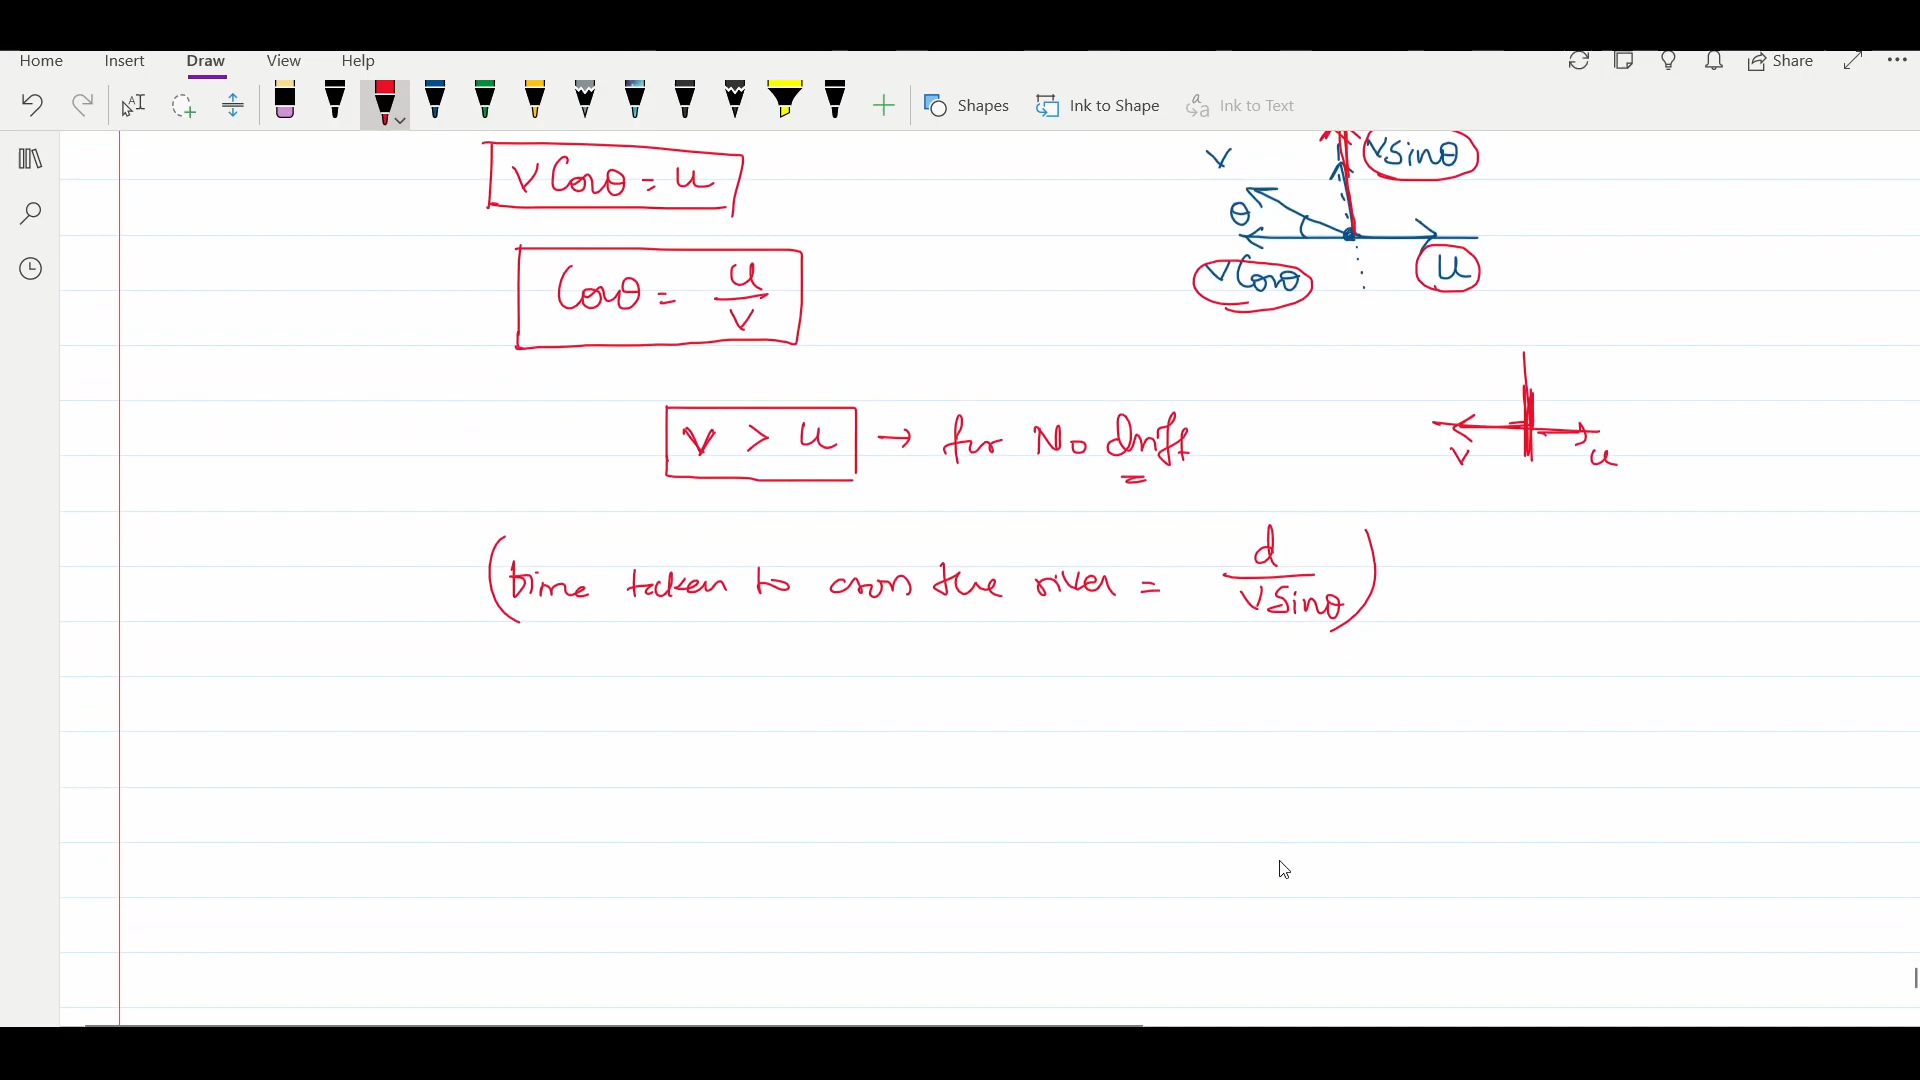 Home Insert Draw View Help Share
Shapes Ink to Shape Ink to Text
v Cosθ = u
v vsinθ
θ
vCosθ u
Cosθ = u/v
v > u → for No drift
v u
(time taken to cross the river = d/vsinθ)